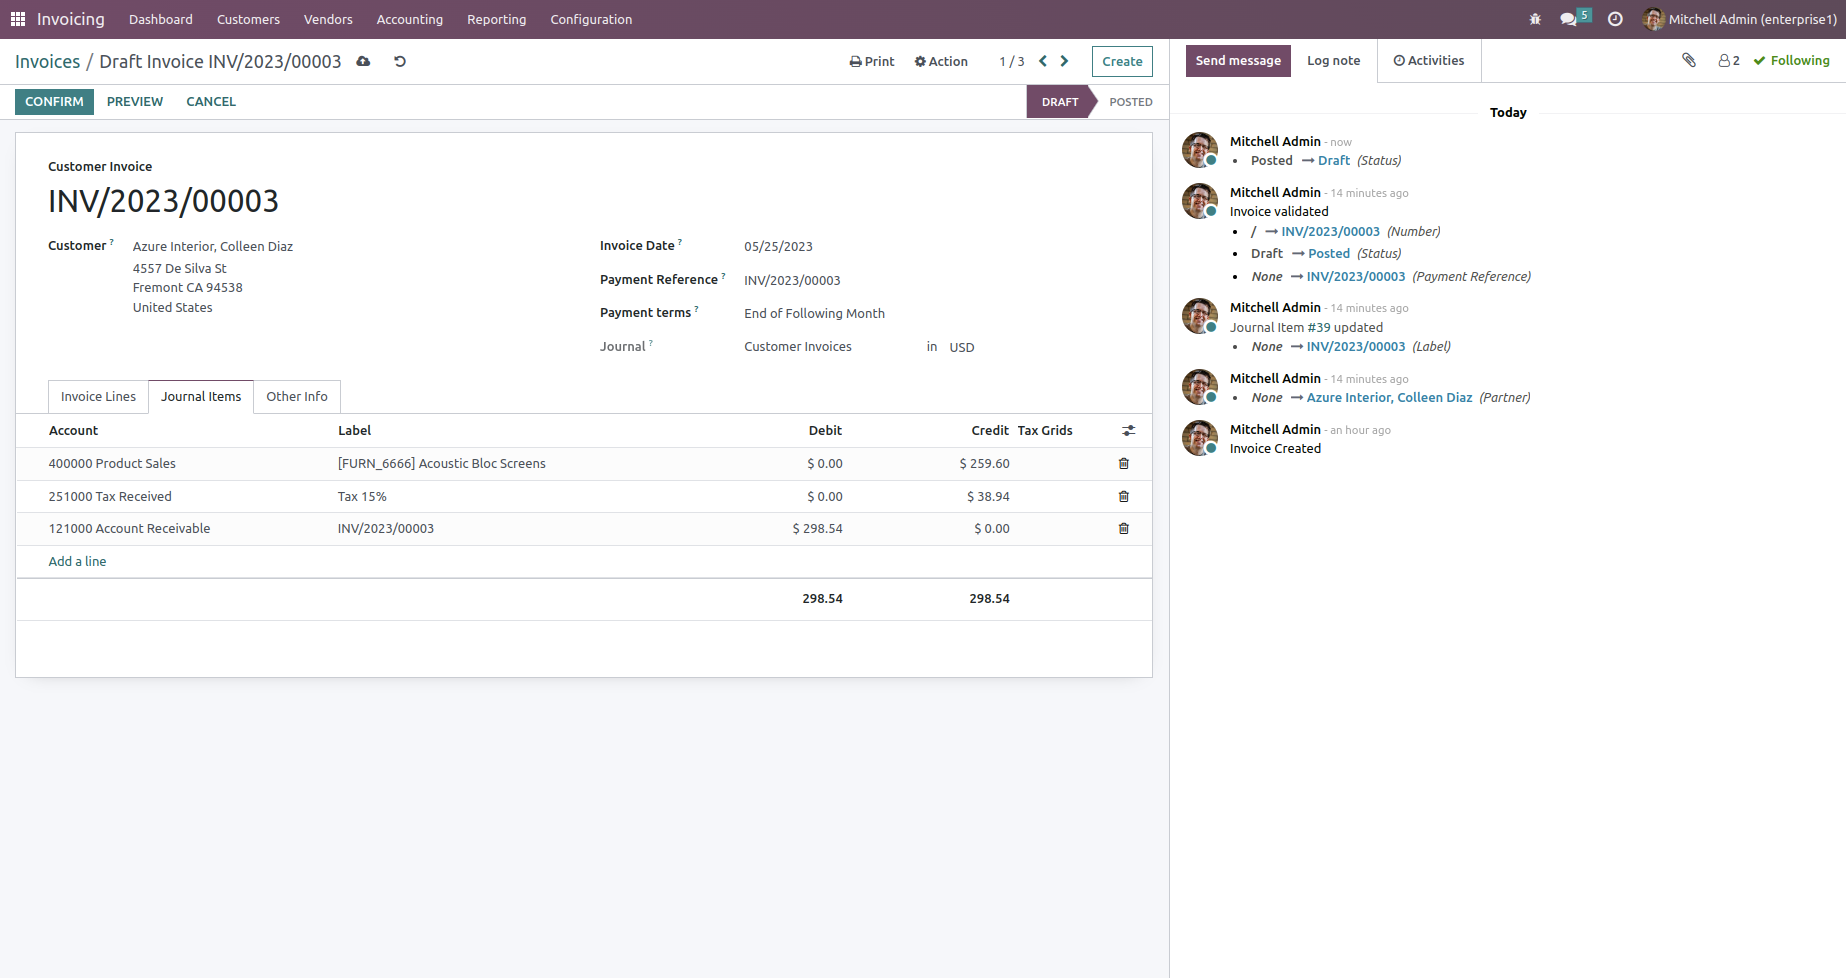 Invoicing Dashboard Customers Vendors Accounting Reporting Configuration 5 Mitchell Admin (enterprise1)
Invoices / Draft Invoice INV/2023/00003 Print Action 1 / 3 Create
CONFIRM PREVIEW CANCEL DRAFT POSTED
Customer Invoice
INV/2023/00003
Customer ? Azure Interior, Colleen Diaz
4557 De Silva St
Fremont CA 94538
United States
Invoice Date ? 05/25/2023
Payment Reference ? INV/2023/00003
Payment terms ? End of Following Month
Journal ? Customer Invoices in USD
Invoice Lines Journal Items Other Info
Account Label Debit Credit Tax Grids
400000 Product Sales [FURN_6666] Acoustic Bloc Screens $ 0.00 $ 259.60
251000 Tax Received Tax 15% $ 0.00 $ 38.94
121000 Account Receivable INV/2023/00003 $ 298.54 $ 0.00
Add a line
298.54 298.54
Send message Log note Activities 2 Following
Today
Mitchell Admin - now
• Posted → Draft (Status)
Mitchell Admin - 14 minutes ago
Invoice validated
• / → INV/2023/00003 (Number)
• Draft → Posted (Status)
• None → INV/2023/00003 (Payment Reference)
Mitchell Admin - 14 minutes ago
Journal Item #39 updated
• None → INV/2023/00003 (Label)
Mitchell Admin - 14 minutes ago
• None → Azure Interior, Colleen Diaz (Partner)
Mitchell Admin - an hour ago
Invoice Created